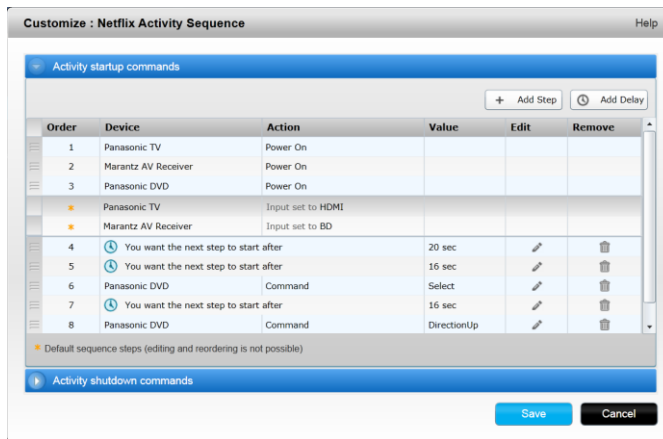 Customize : Netflix Activity Sequence Help
Activity startup commands
+ Add Step Add Delay
Order Device Action Value Edit Remove
1 Panasonic TV Power On
2 Marantz AV Receiver Power On
3 Panasonic DVD Power On
Panasonic TV Input set to HDMI
Marantz AV Receiver Input set to BD
4 You want the next step to start after 20 sec
5 You want the next step to start after 16 sec
6 Panasonic DVD Command Select
7 You want the next step to start after 16 sec
8 Panasonic DVD Command DirectionUp
Default sequence steps (editing and reordering is not possible)
Activity shutdown commands
Save Cancel